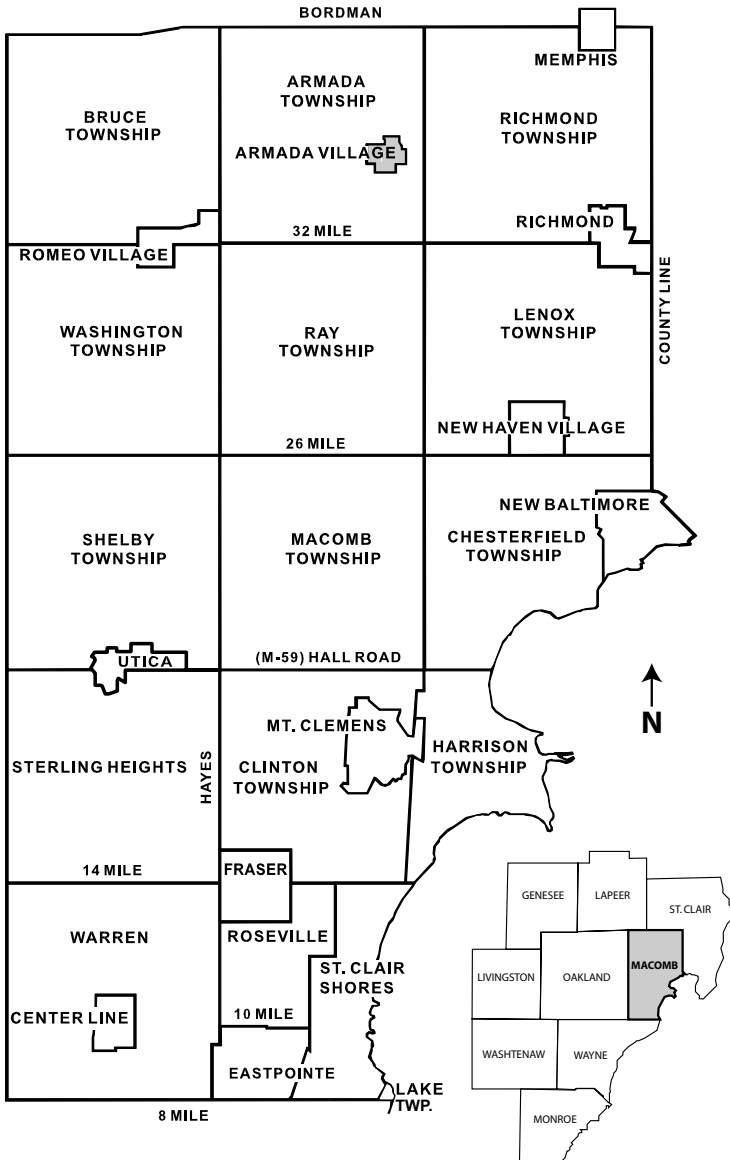 BORDMAN
MEMPHIS
ARMADA
TOWNSHIP
BRUCE
TOWNSHIP
RICHMOND
TOWNSHIP
ARMADA VILLAGE
RICHMOND
32 MILE
ROMEO VILLAGE
COUNTY LINE
WASHINGTON
TOWNSHIP
RAY
TOWNSHIP
LENOX
TOWNSHIP
NEW HAVEN VILLAGE
26 MILE
NEW BALTIMORE
SHELBY
TOWNSHIP
MACOMB
TOWNSHIP
CHESTERFIELD
TOWNSHIP
UTICA
(M-59) HALL ROAD
N
MT. CLEMENS
STERLING HEIGHTS
HAYES
CLINTON
TOWNSHIP
HARRISON
TOWNSHIP
14 MILE
FRASER
WARREN
ROSEVILLE
ST. CLAIR
SHORES
CENTER LINE
10 MILE
EASTPOINTE
LAKE
TWP.
8 MILE
GENESEE
LAPEER
ST. CLAIR
LIVINGSTON
OAKLAND
MACOMB
WASHTENAW
WAYNE
MONROE